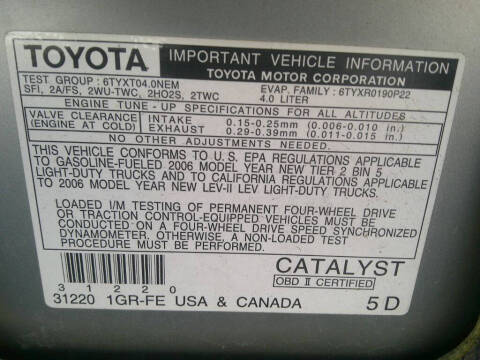 TOYOTA IMPORTANT VEHICLE INFORMATION
TOYOTA MOTOR CORPORATION
TEST GROUP : 6TYXT04.0NEM EVAP. FAMILY : 6TYXR0190P22
SFI, 2A/FS, 2WU-TWC, 2HO2S, 2TWC 4.0 LITER
ENGINE TUNE - UP SPECIFICATIONS FOR ALL ALTITUDES
VALVE CLEARANCE INTAKE 0.15-0.25mm (0.006-0.010 in.)
(ENGINE AT COLD) EXHAUST 0.29-0.39mm (0.011-0.015 in.)
NO OTHER ADJUSTMENTS NEEDED.
THIS VEHICLE CONFORMS TO U.S. EPA REGULATIONS APPLICABLE
TO GASOLINE-FUELED 2006 MODEL YEAR NEW TIER 2 BIN 5
LIGHT-DUTY TRUCKS AND TO CALIFORNIA REGULATIONS APPLICABLE
TO 2006 MODEL YEAR NEW LEV-II LEV LIGHT-DUTY TRUCKS.
LOADED I/M TESTING OF PERMANENT FOUR-WHEEL DRIVE
OR TRACTION CONTROL-EQUIPPED VEHICLES MUST BE
CONDUCTED ON A FOUR-WHEEL DRIVE SPEED SYNCHRONIZED
DYNAMOMETER. OTHERWISE, A NON-LOADED TEST
PROCEDURE MUST BE PERFORMED.
31220
CATALYST
OBD II CERTIFIED
31220 1GR-FE USA & CANADA 5D